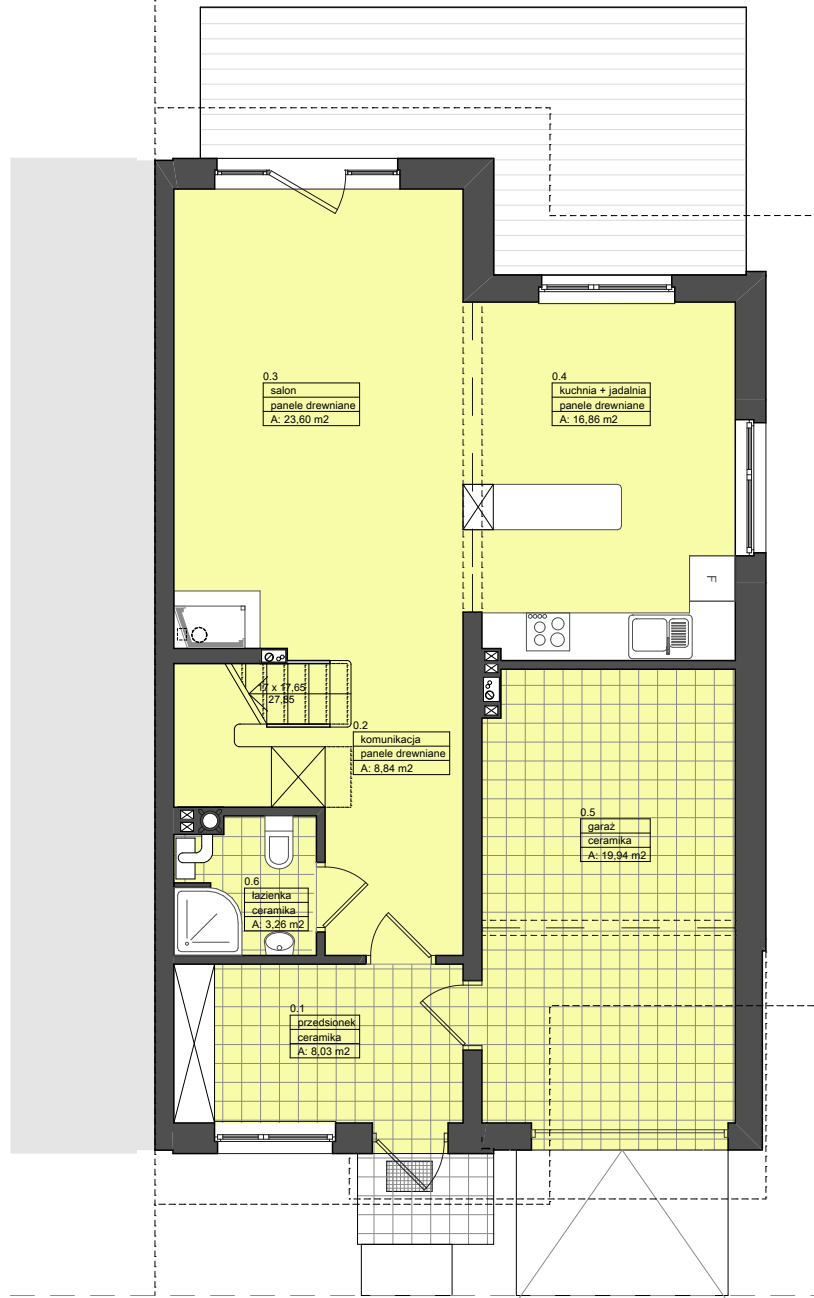 0.3
salon
panele drewniane
A: 23,60 m2
0.4
kuchnia + jadalnia
panele drewniane
A: 16,86 m2
F
17 x 17,65
27,85
0.2
komunikacja
panele drewniane
A: 8,84 m2
0.5
garaż
ceramika
A: 19,94 m2
0.6
łazienka
ceramika
A: 3,26 m2
0.1
przedsionek
ceramika
A: 8,03 m2